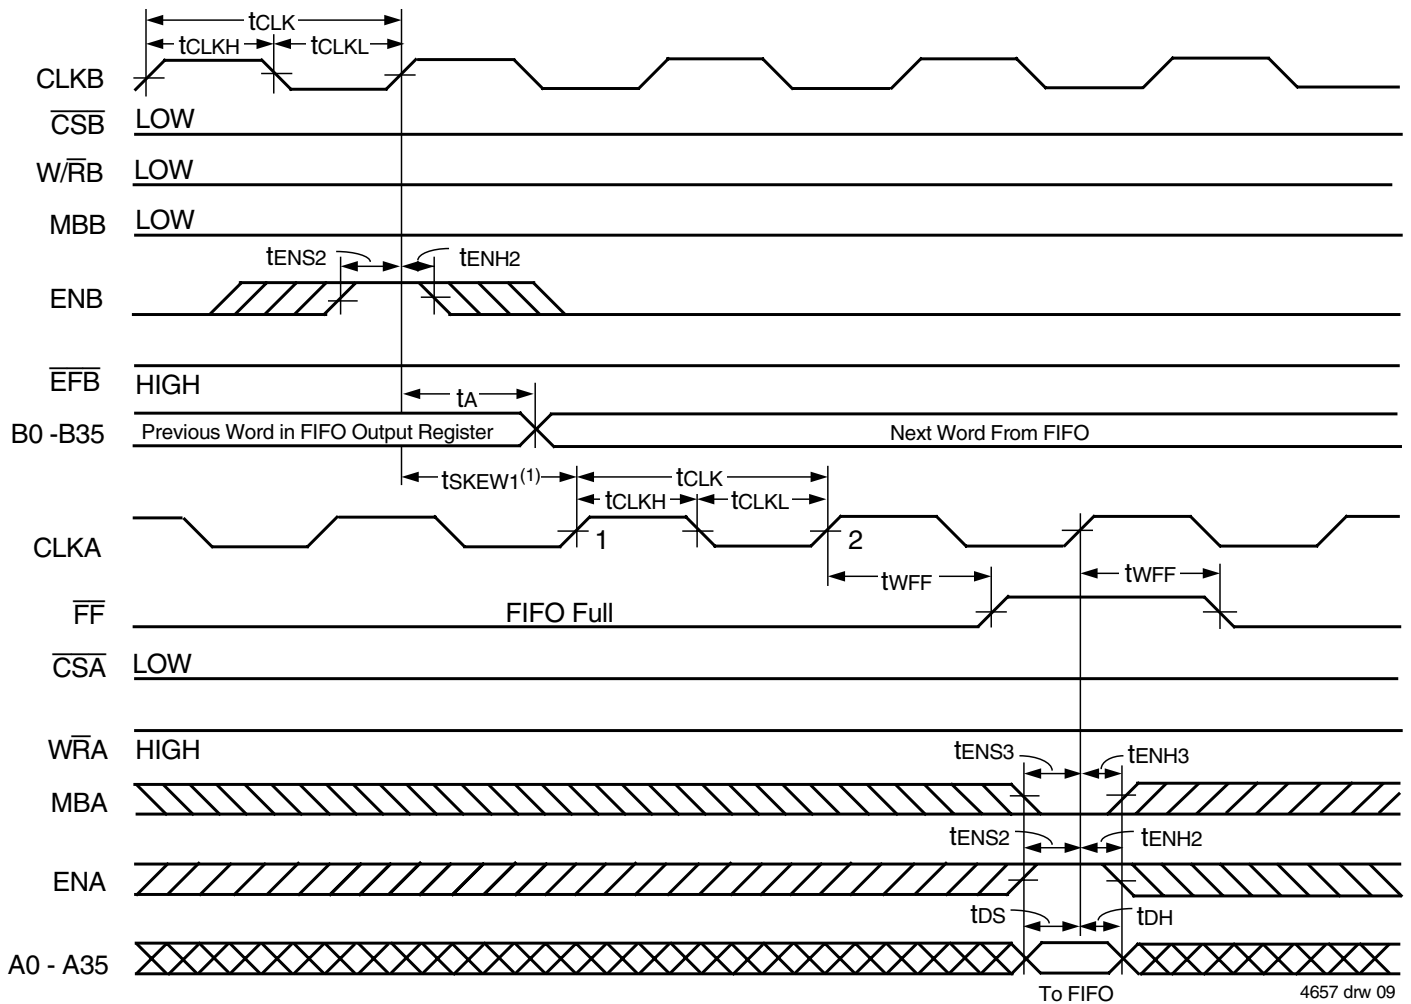 tCLK
tCLKH tCLKL
CLKB
CSB LOW
W/RB LOW
MBB LOW
tENS2 tENH2
ENB
EFB HIGH
tA
B0 -B35 Previous Word in FIFO Output Register Next Word From FIFO
tSKEW1(1) tCLK
tCLKH tCLKL
CLKA 1 2
tWFF tWFF
FF FIFO Full
CSA LOW
WRA HIGH
tENS3 tENH3
MBA
tENS2 tENH2
ENA
tDS tDH
A0 - A35
To FIFO 4657 drw 09